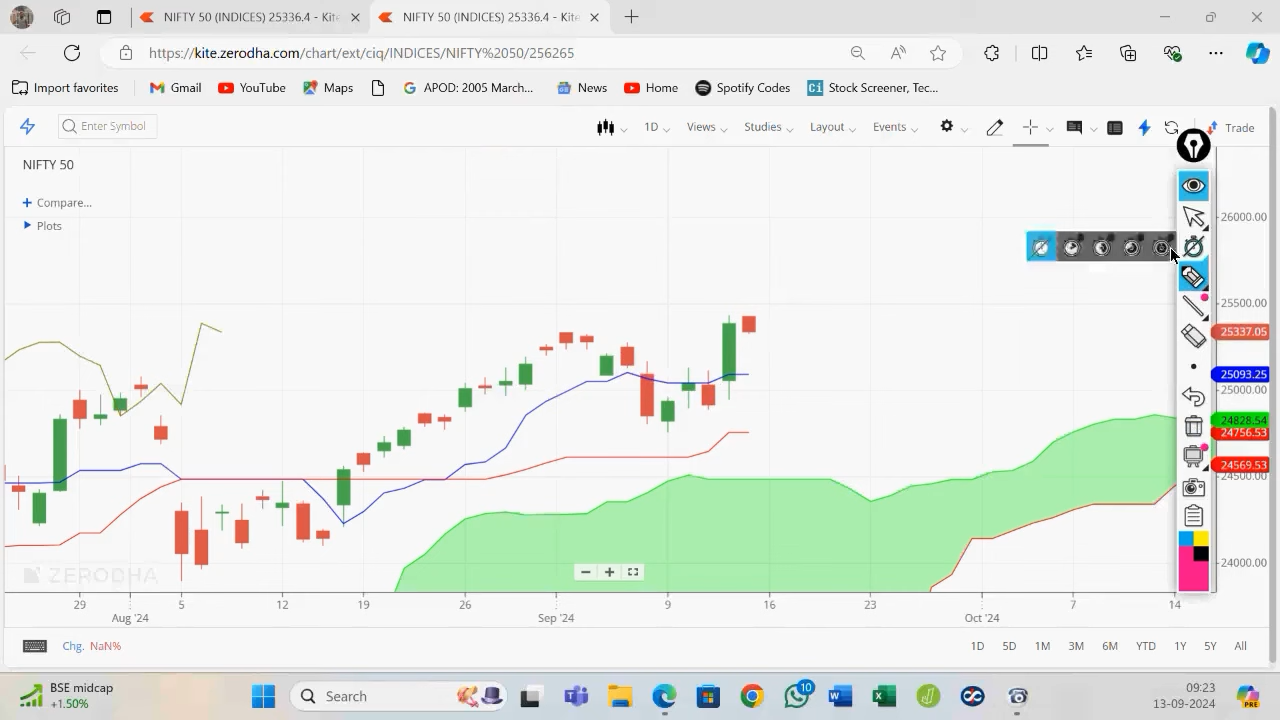 NIFTY 50 (INDICES) 25336.4 - Kite
NIFTY 50 (INDICES) 25336.4 - Kite
https://kite.zerodha.com/chart/ext/ciq/INDICES/NIFTY%2050/256265
Import favorites
Gmail
YouTube
Maps
G APOD: 2005 March...
News
Home
Spotify Codes
Ci Stock Screener, Tec...
Enter Symbol
1D
Views
Studies
Layout
Events
Trade
NIFTY 50
+ Compare...
Plots
26000.00
25500.00
25337.05
25093.25
25000.00
24828.54
24756.53
24569.53
24500.00
24000.00
ZERODHA
29
5
12
19
26
9
16
23
7
14
Aug '24
Sep '24
Oct '24
Chg. NaN%
1D
5D
1M
3M
6M
YTD
1Y
5Y
All
BSE midcap
+1.50%
Search
10
09:23
13-09-2024
PRE